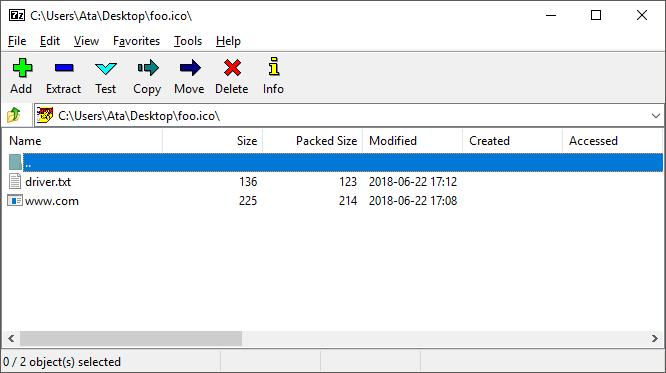 7z C:\Users\Ata\Desktop\foo.ico\
File Edit View Favorites Tools Help
Add Extract Test Copy Move Delete Info
C:\Users\Ata\Desktop\foo.ico\
Name Size Packed Size Modified Created Accessed
..
driver.txt 136 123 2018-06-22 17:12
www.com 225 214 2018-06-22 17:08
0 / 2 object(s) selected